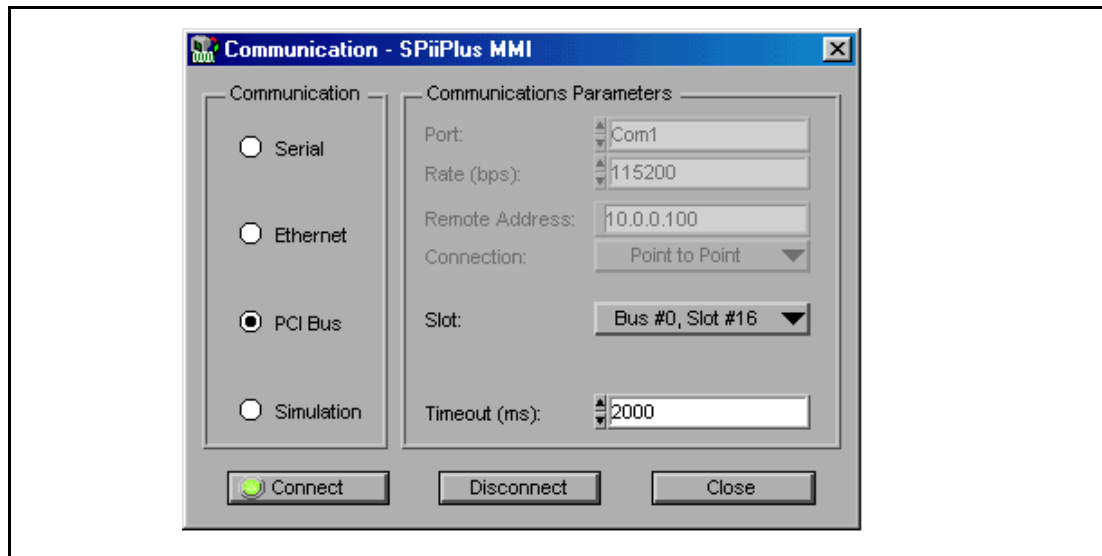 Communication - SPiiPlus MMI
Communication
Serial
Ethernet
PCI Bus
Simulation
Communications Parameters
Port: Com1
Rate (bps): 115200
Remote Address: 10.0.0.100
Connection: Point to Point
Slot: Bus #0, Slot #16
Timeout (ms): 2000
Connect Disconnect Close